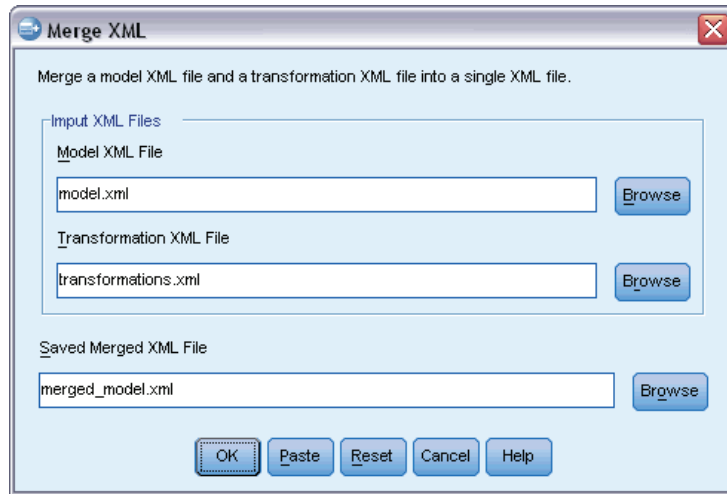 Merge XML
Merge a model XML file and a transformation XML file into a single XML file.
Input XML Files
Model XML File
model.xml
Browse
Transformation XML File
transformations.xml
Browse
Saved Merged XML File
merged_model.xml
Browse
OK Paste Reset Cancel Help